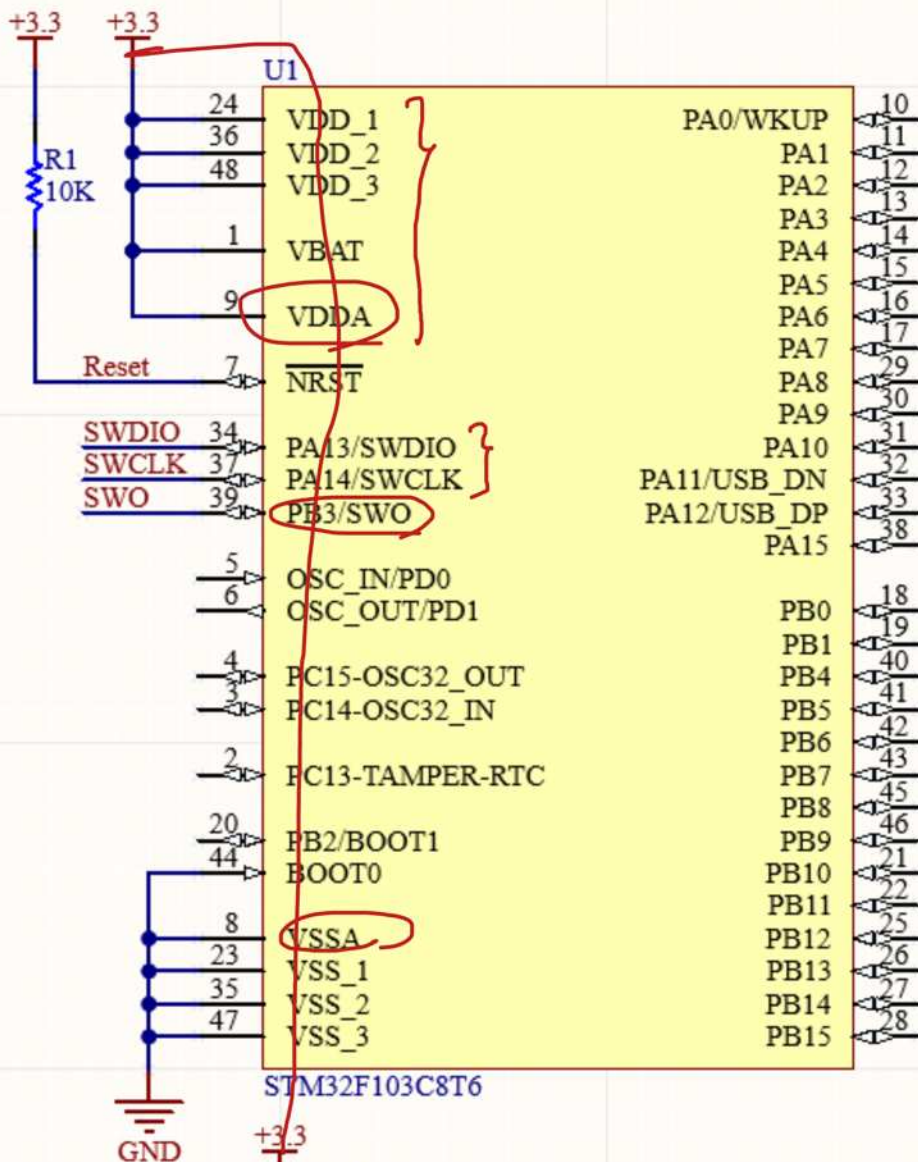 +3.3 +3.3
U1
24 VDD_1 PA0/WKUP 10
36 VDD_2 PA1 11
48 VDD_3 PA2 12
R1
10K
PA3 13
1 VBAT PA4 14
PA5 15
9 VDDA PA6 16
PA7 17
Reset 7 NRST PA8 29
PA9 30
SWDIO 34 PA13/SWDIO PA10 31
SWCLK 37 PA14/SWCLK PA11/USB_DN 32
SWO 39 PB3/SWO PA12/USB_DP 33
PA15 38
5 OSC_IN/PD0
6 OSC_OUT/PD1 PB0 18
PB1 19
4 PC15-OSC32_OUT PB4 40
3 PC14-OSC32_IN PB5 41
PB6 42
2 PC13-TAMPER-RTC PB7 43
PB8 45
20 PB2/BOOT1 PB9 46
44 BOOT0 PB10 21
PB11 22
8 VSSA PB12 25
23 VSS_1 PB13 26
35 VSS_2 PB14 27
47 VSS_3 PB15 28
STM32F103C8T6
GND
+3.3